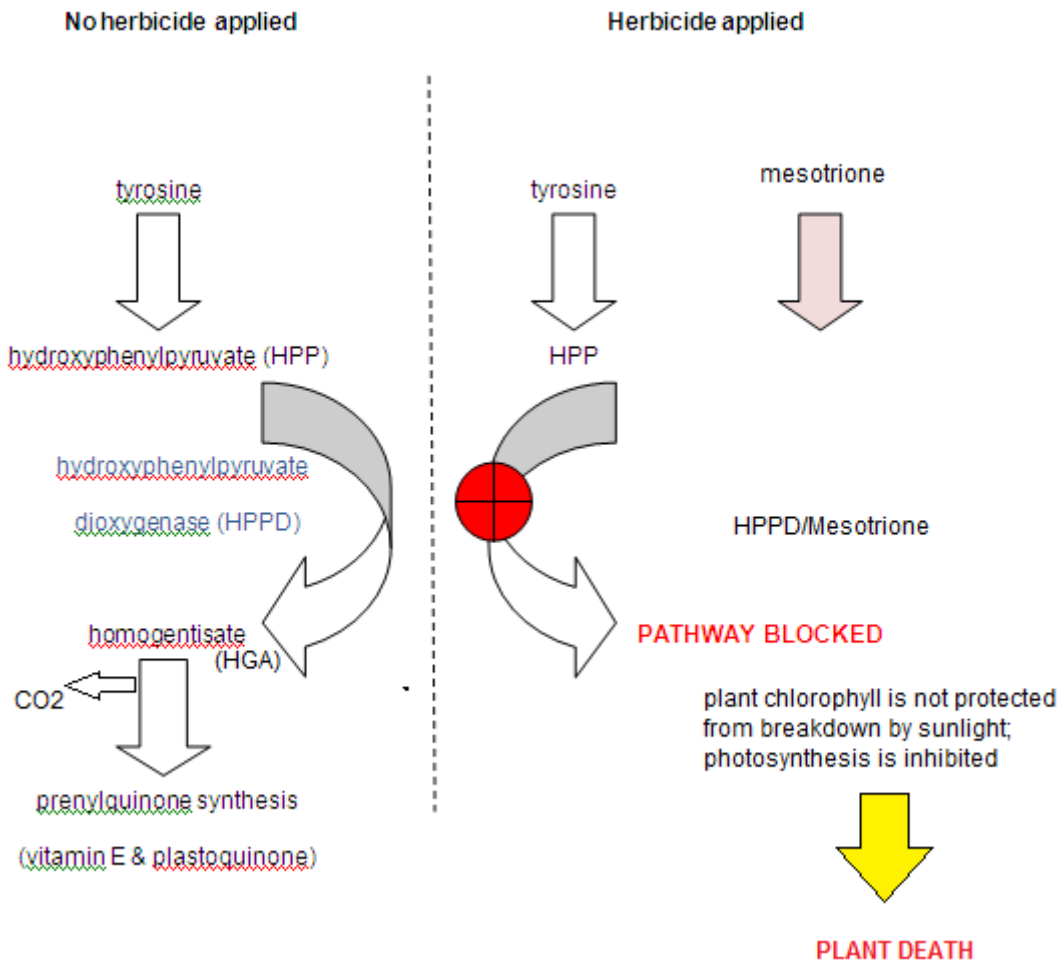 No herbicide applied
Herbicide applied
tyrosine
tyrosine
mesotrione
hydroxyphenylpyruvate (HPP)
HPP
hydroxyphenylpyruvate
dioxygenase (HPPD)
HPPD/Mesotrione
homogentisate
(HGA)
PATHWAY BLOCKED
CO2
plant chlorophyll is not protected
from breakdown by sunlight;
photosynthesis is inhibited
prenylquinone synthesis
(vitamin E & plastoquinone)
PLANT DEATH